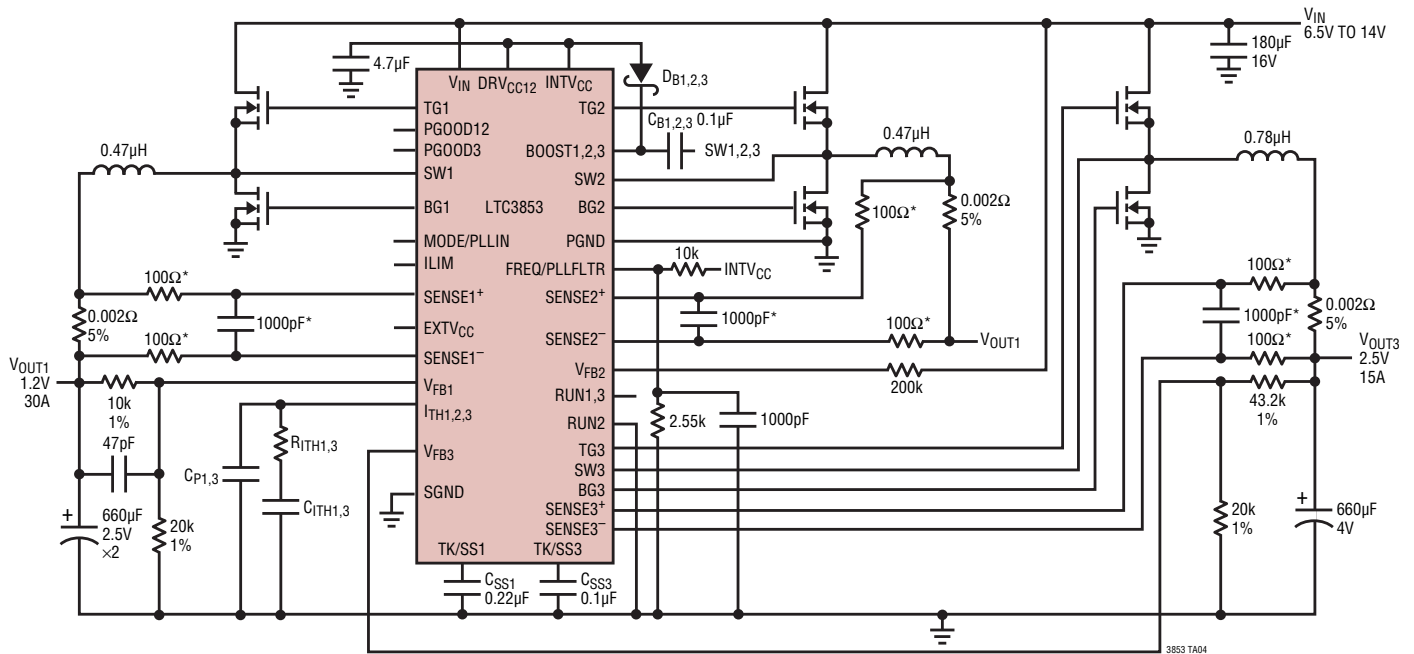 V_IN
6.5V TO 14V
180µF
16V
4.7µF
V_IN DRV_CC12 INTV_CC
D_B1,2,3
TG1
TG2
C_B1,2,3 0.1µF
PGOOD12
0.47µH
PGOOD3
BOOST1,2,3
SW1,2,3
0.47µH
0.78µH
SW1
SW2
BG1
LTC3853
BG2
100Ω*
0.002Ω
5%
MODE/PLLIN
PGND
ILIM
FREQ/PLLFLTR
10k
INTV_CC
100Ω*
SENSE1+
SENSE2+
100Ω*
0.002Ω
5%
1000pF*
EXTV_CC
1000pF*
1000pF*
0.002Ω
5%
100Ω*
SENSE1−
SENSE2−
100Ω*
V_OUT1
100Ω*
V_OUT1
1.2V
30A
V_OUT3
2.5V
15A
V_FB1
V_FB2
200k
10k
1%
43.2k
1%
I_TH1,2,3
RUN1,3
RUN2
2.55k
1000pF
47pF
R_ITH1,3
V_FB3
TG3
C_P1,3
SW3
SGND
BG3
C_ITH1,3
SENSE3+
SENSE3−
+
660µF
2.5V
×2
20k
1%
20k
1%
+
660µF
4V
TK/SS1
TK/SS3
C_SS1
0.22µF
C_SS3
0.1µF
3853 TA04